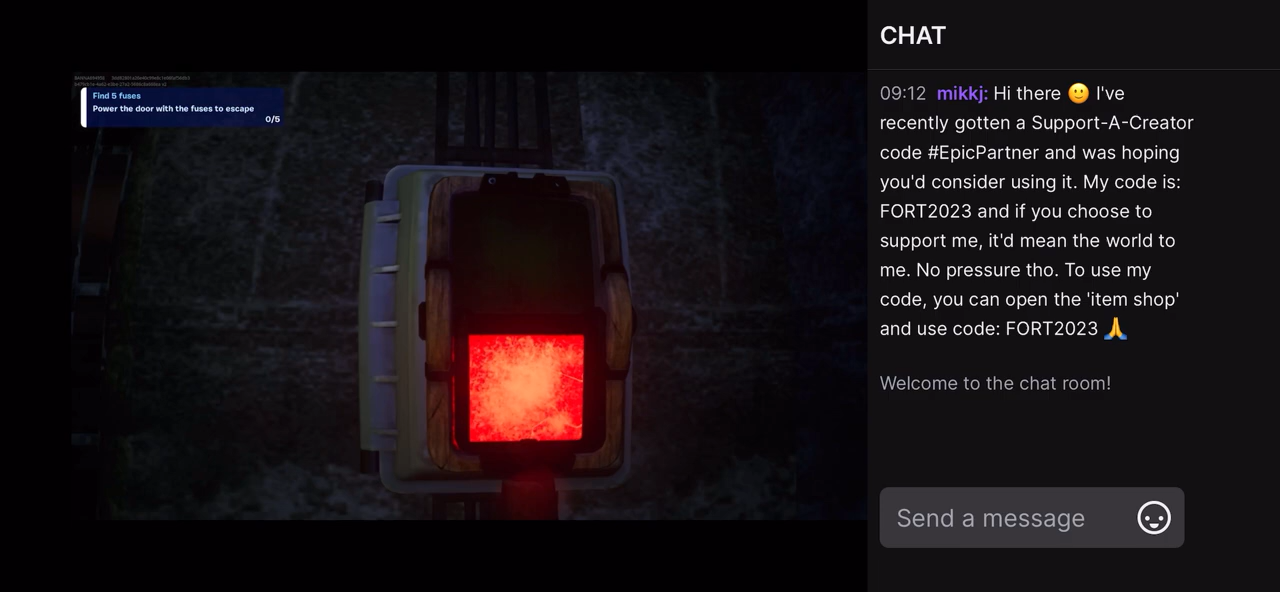 Find 5 fuses
Power the door with the fuses to escape
0/5
CHAT
09:12 mikkj: Hi there 🙂 I've
recently gotten a Support-A-Creator
code #EpicPartner and was hoping
you'd consider using it. My code is:
FORT2023 and if you choose to
support me, it'd mean the world to
me. No pressure tho. To use my
code, you can open the 'item shop'
and use code: FORT2023 🙏
Welcome to the chat room!
Send a message